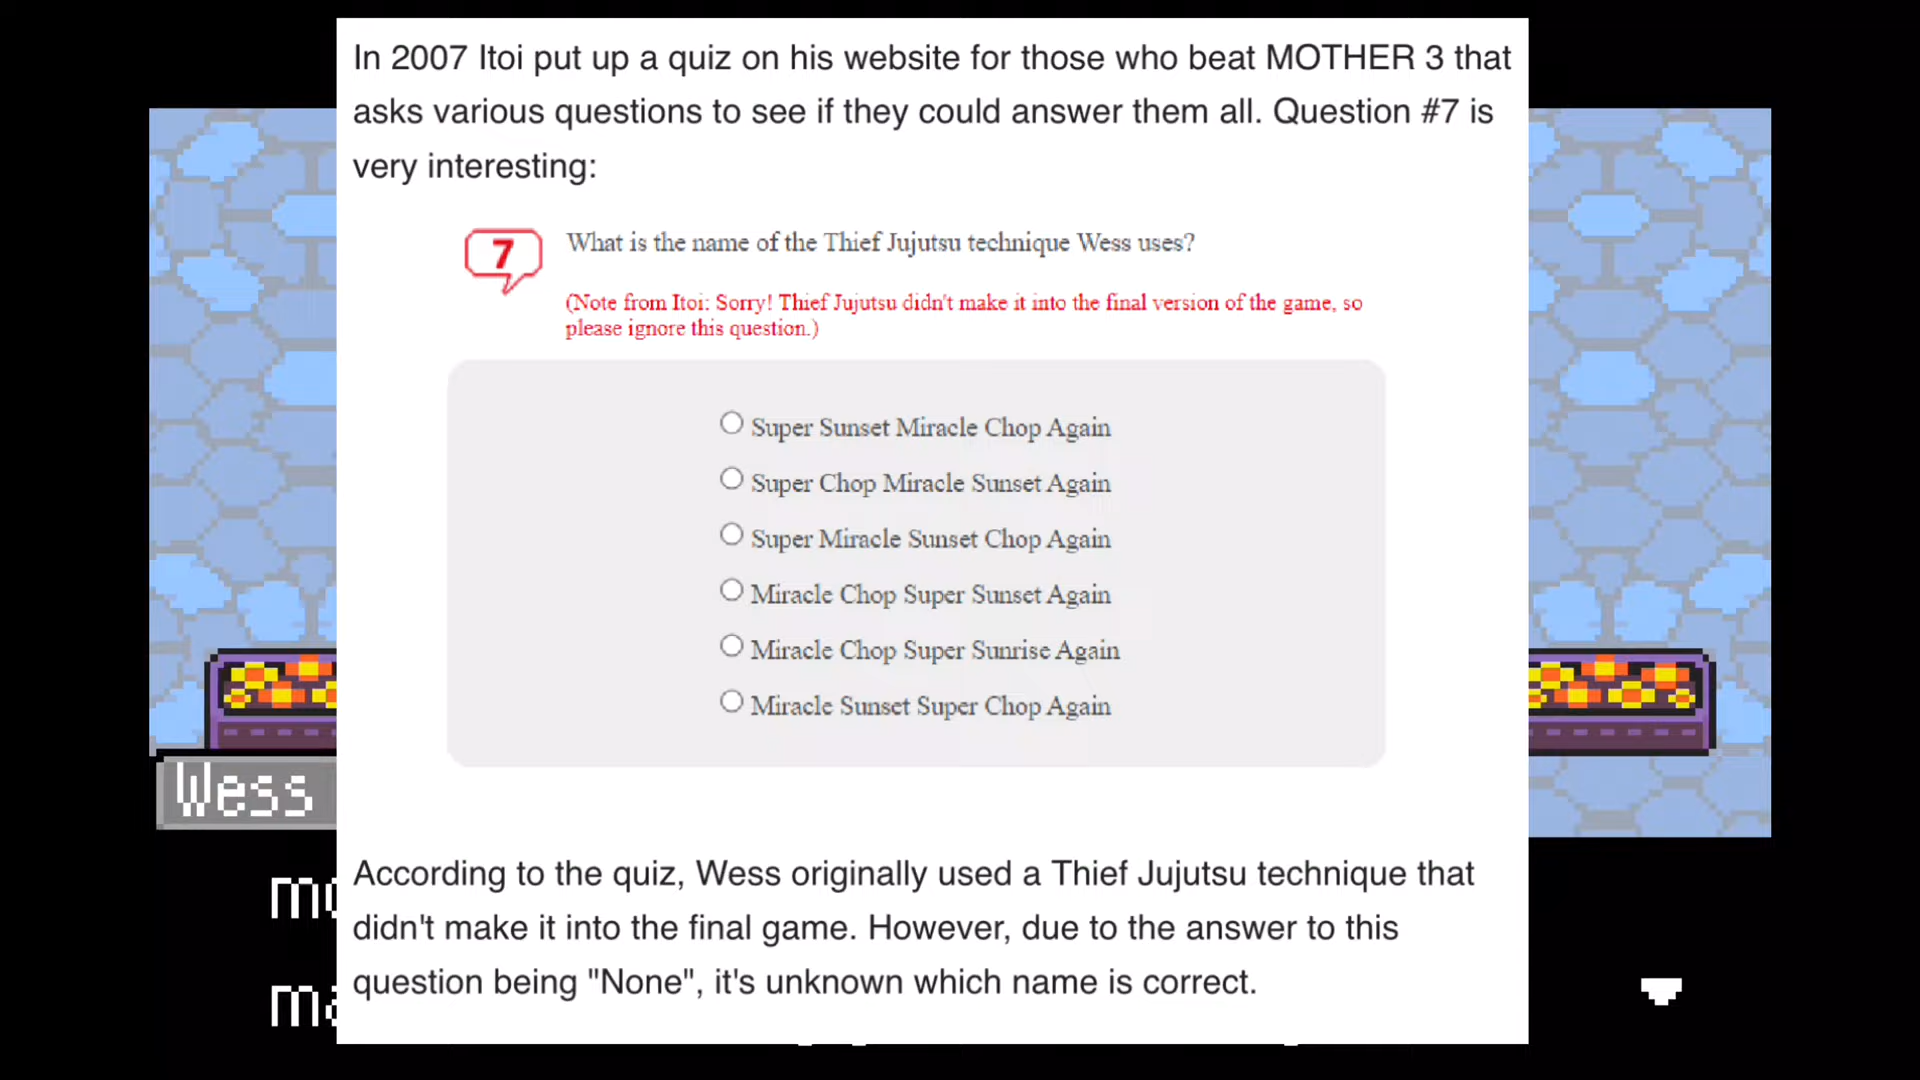 In 2007 Itoi put up a quiz on his website for those who beat MOTHER 3 that
asks various questions to see if they could answer them all. Question #7 is
very interesting:
7
What is the name of the Thief Jujutsu technique Wess uses?
(Note from Itoi: Sorry! Thief Jujutsu didn't make it into the final version of the game, so
please ignore this question.)
Super Sunset Miracle Chop Again
Super Chop Miracle Sunset Again
Super Miracle Sunset Chop Again
Miracle Chop Super Sunset Again
Miracle Chop Super Sunrise Again
Miracle Sunset Super Chop Again
Wess
According to the quiz, Wess originally used a Thief Jujutsu technique that
didn't make it into the final game. However, due to the answer to this
question being "None", it's unknown which name is correct.